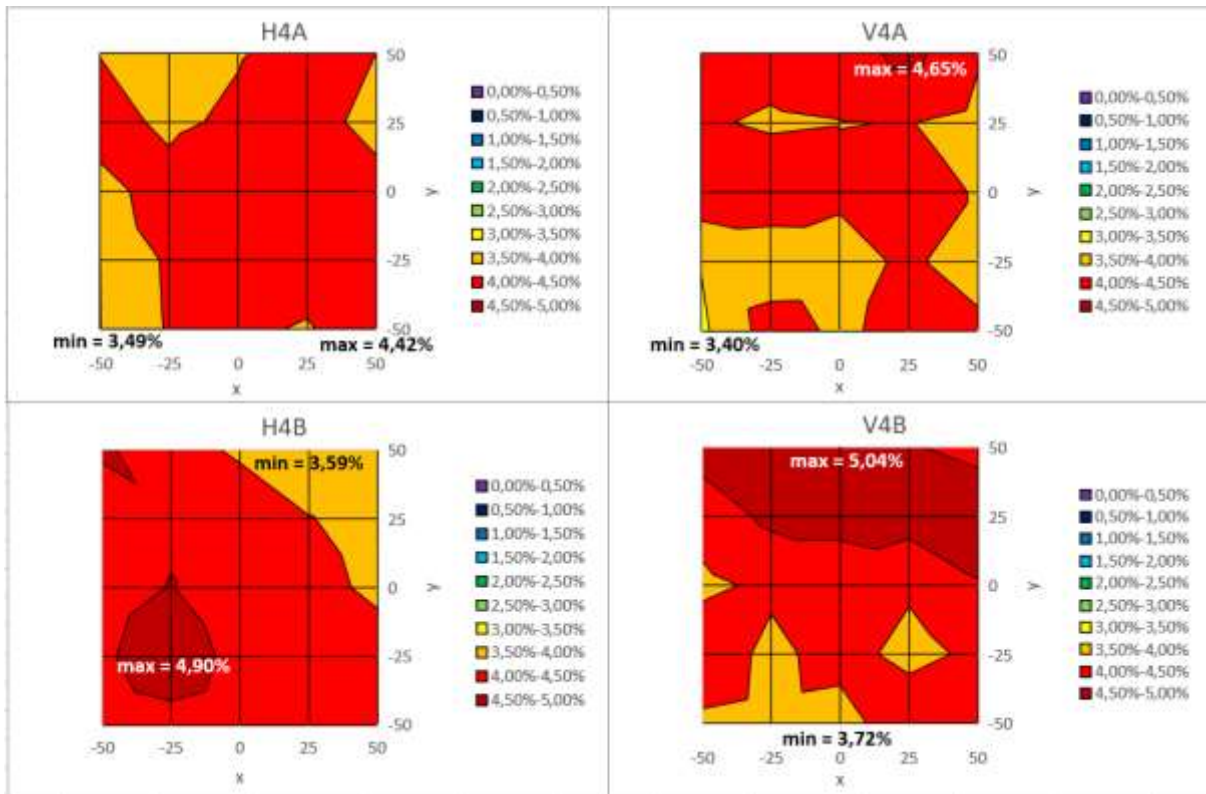 H4A
50
25
0
-25
-50
y
0,00%-0,50%
0,50%-1,00%
1,00%-1,50%
1,50%-2,00%
2,00%-2,50%
2,50%-3,00%
3,00%-3,50%
3,50%-4,00%
4,00%-4,50%
4,50%-5,00%
min = 3,49%
max = 4,42%
-50 -25 0 25 50
x
V4A
max = 4,65%
50
25
0
-25
-50
y
0,00%-0,50%
0,50%-1,00%
1,00%-1,50%
1,50%-2,00%
2,00%-2,50%
2,50%-3,00%
3,00%-3,50%
3,50%-4,00%
4,00%-4,50%
4,50%-5,00%
min = 3,40%
-50 -25 0 25 50
x
H4B
min = 3,59%
50
25
0
-25
-50
y
0,00%-0,50%
0,50%-1,00%
1,00%-1,50%
1,50%-2,00%
2,00%-2,50%
2,50%-3,00%
3,00%-3,50%
3,50%-4,00%
4,00%-4,50%
4,50%-5,00%
max = 4,90%
-50 -25 0 25 50
x
V4B
max = 5,04%
50
25
0
-25
-50
y
0,00%-0,50%
0,50%-1,00%
1,00%-1,50%
1,50%-2,00%
2,00%-2,50%
2,50%-3,00%
3,00%-3,50%
3,50%-4,00%
4,00%-4,50%
4,50%-5,00%
min = 3,72%
-50 -25 0 25 50
x